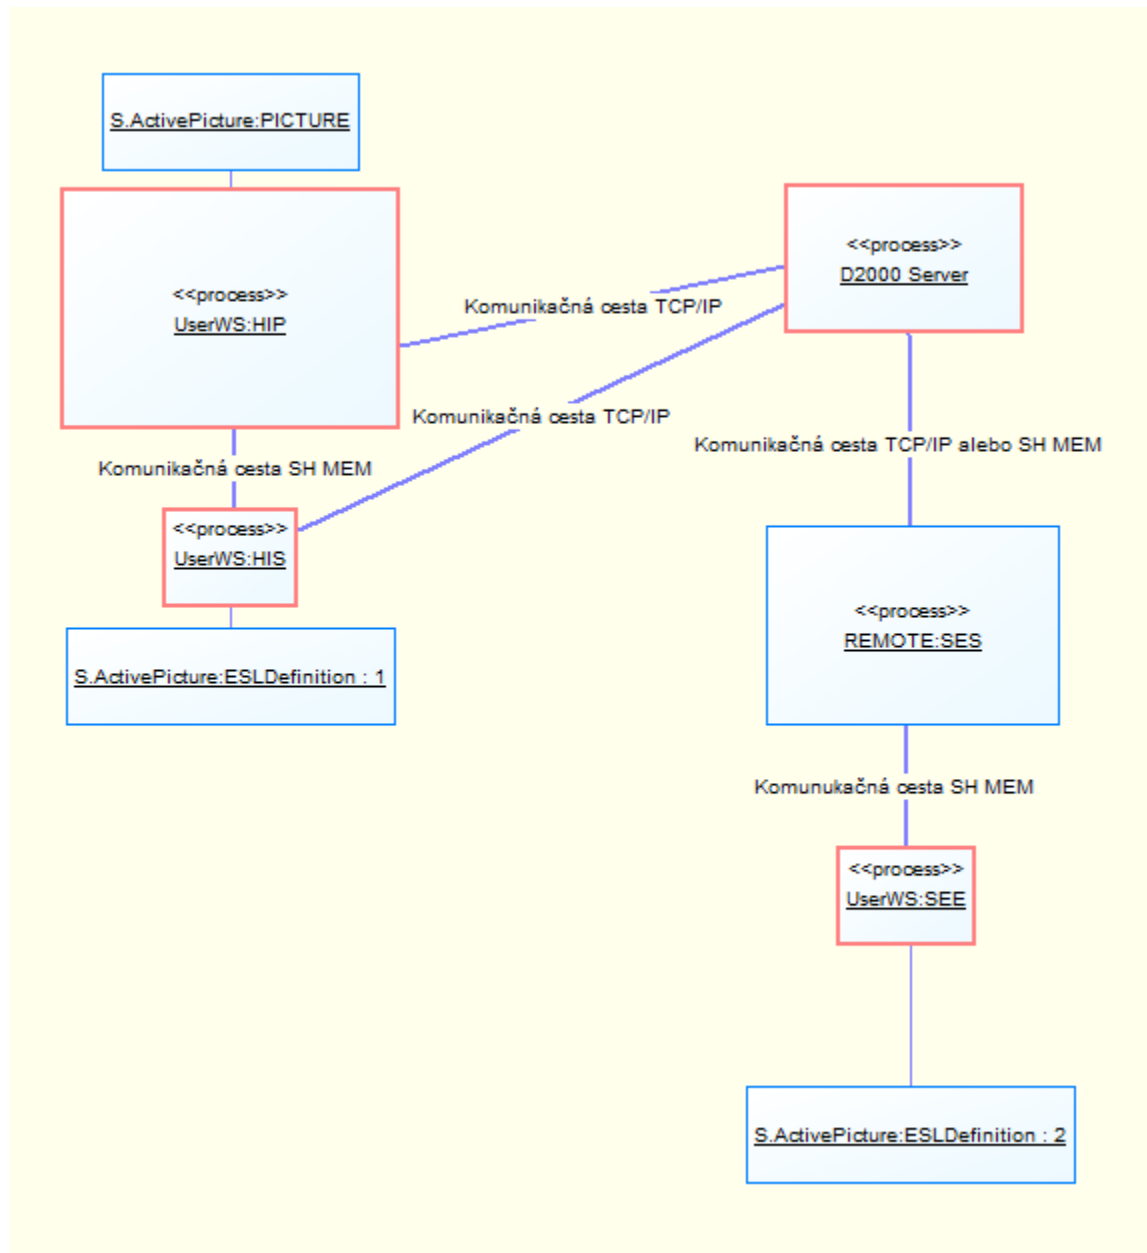 S.ActivePicture:PICTURE
<<process>>
UserWS:HIP
<<process>>
D2000 Server
Komunikačná cesta TCP/IP
Komunikačná cesta TCP/IP
Komunikačná cesta TCP/IP alebo SH MEM
Komunikačná cesta SH MEM
<<process>>
UserWS:HIS
<<process>>
REMOTE:SES
S.ActivePicture:ESLDefinition : 1
Komunukačná cesta SH MEM
<<process>>
UserWS:SEE
S.ActivePicture:ESLDefinition : 2